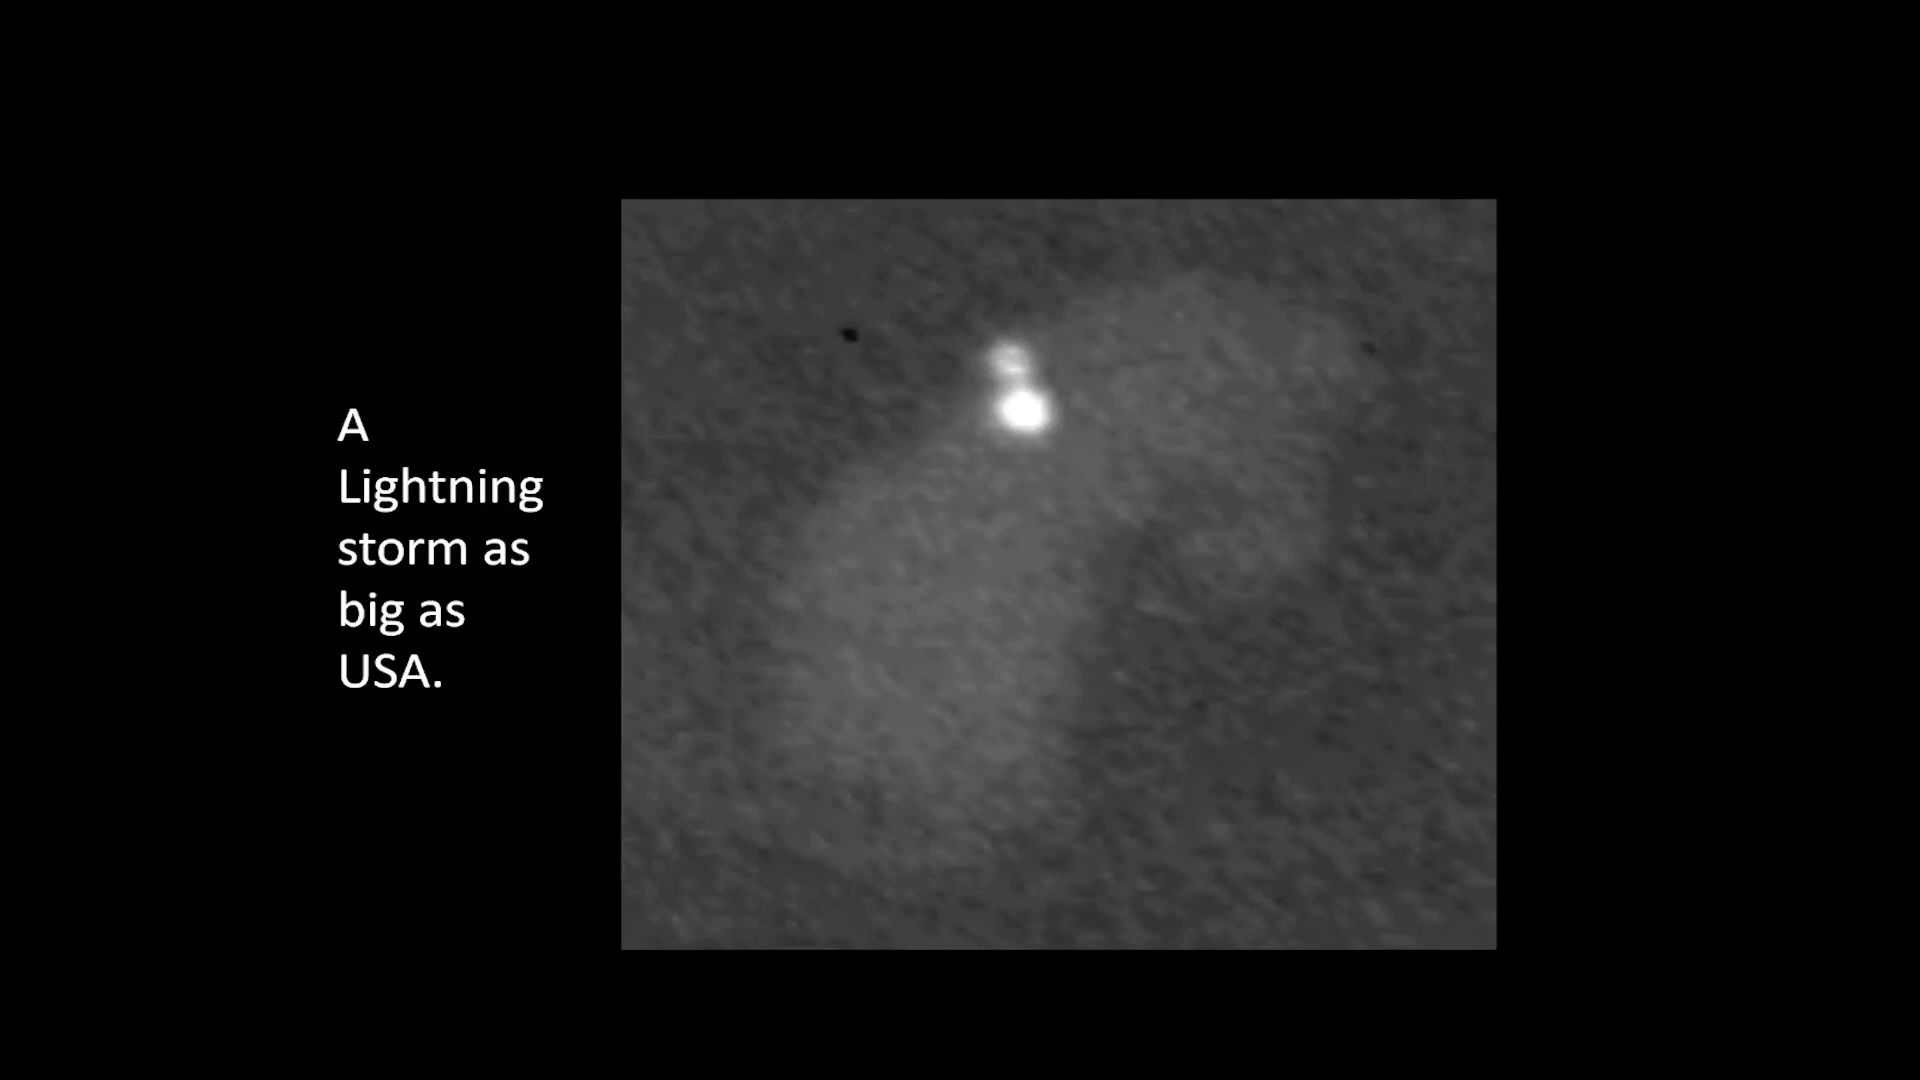 A
Lightning
storm as
big as
USA.